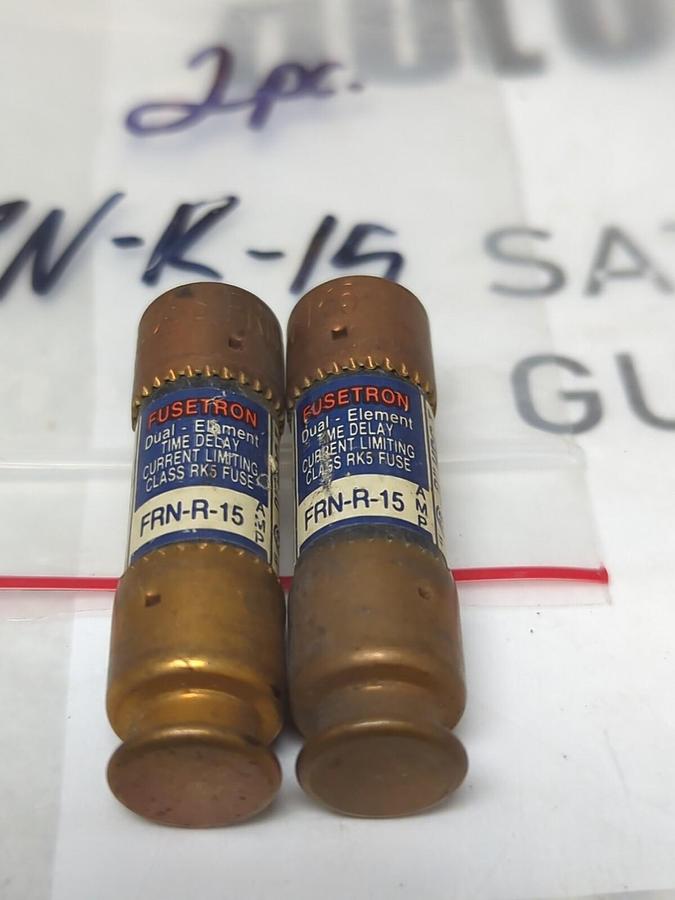 2pc.
RN-R-15
SA
GU
FUSETRON
Dual - Element
TIME DELAY
CURRENT LIMITING
CLASS RK5 FUSE
FRN-R-15
AMP
FUSETRON
Dual - Element
TIME DELAY
CURRENT LIMITING
CLASS RK5 FUSE
FRN-R-15
AMP